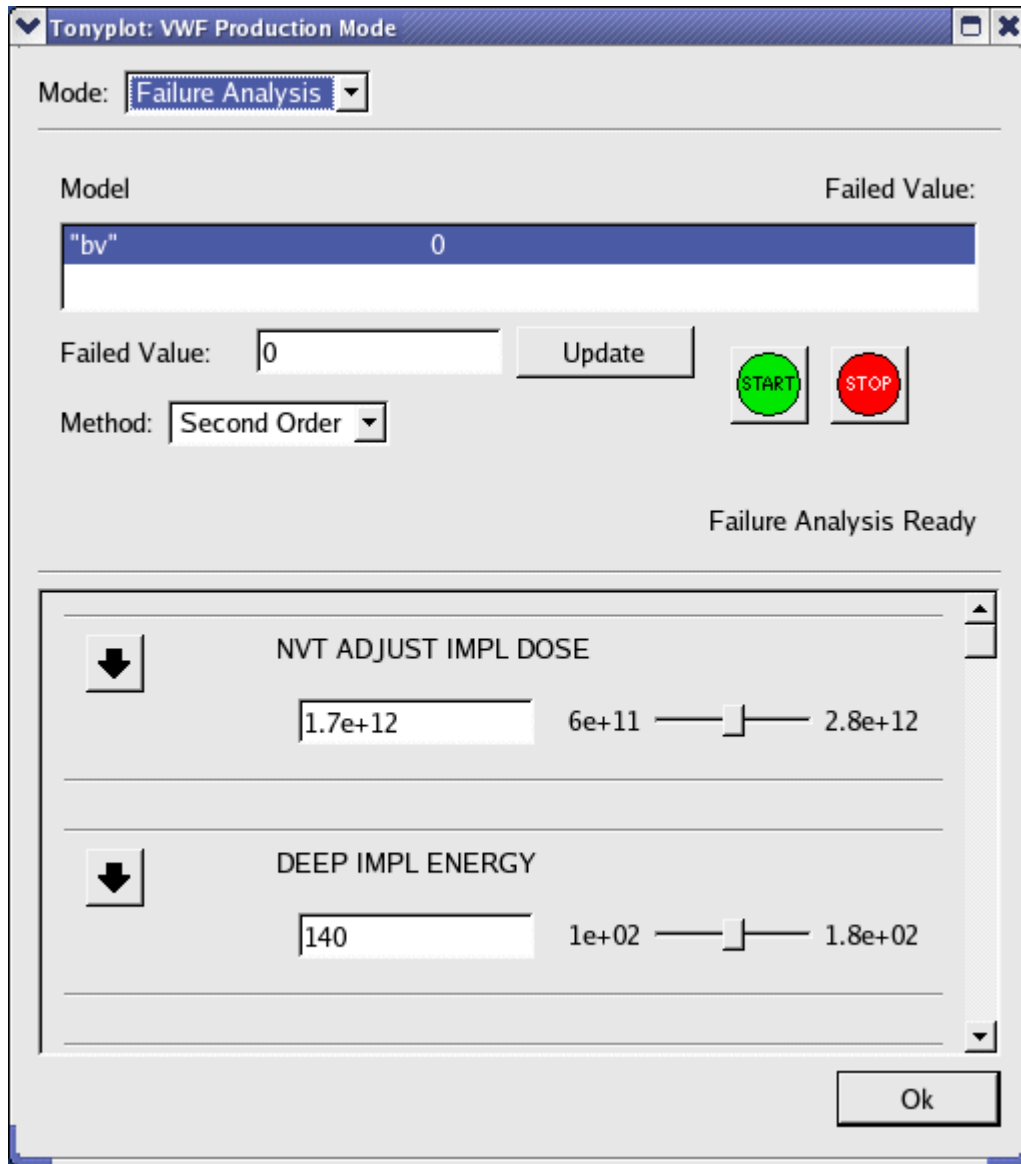 Tonyplot: VWF Production Mode
Mode: Failure Analysis
Model Failed Value:
"bv" 0
Failed Value: 0 Update START STOP
Method: Second Order
Failure Analysis Ready
NVT ADJUST IMPL DOSE
1.7e+12 6e+11 2.8e+12
DEEP IMPL ENERGY
140 1e+02 1.8e+02
Ok